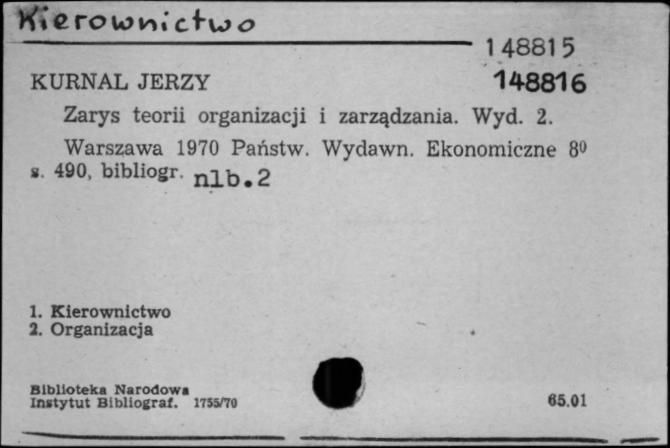 Kierownictwo
148815
KURNAL JERZY 148816
Zarys teorii organizacji i zarządzania. Wyd. 2.
Warszawa 1970 Państw. Wydawn. Ekonomiczne 8⁰
s. 490, bibliogr. nlb.2
1. Kierownictwo
2. Organizacja
Biblioteka Narodowa
Instytut Bibliograf. 1755/70 65.01